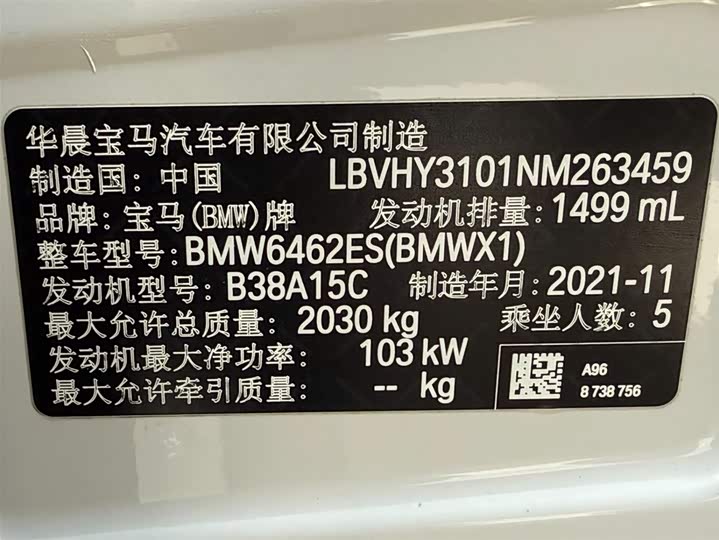 华晨宝马汽车有限公司制造
制造国: 中国 LBVHY3101NM263459
品牌: 宝马(BMW)牌 发动机排量: 1499 mL
整车型号: BMW6462ES(BMWX1)
发动机型号: B38A15C 制造年月: 2021-11
最大允许总质量: 2030 kg 乘坐人数: 5
发动机最大净功率: 103 kW
最大允许牵引质量: -- kg
A96
8 738 756